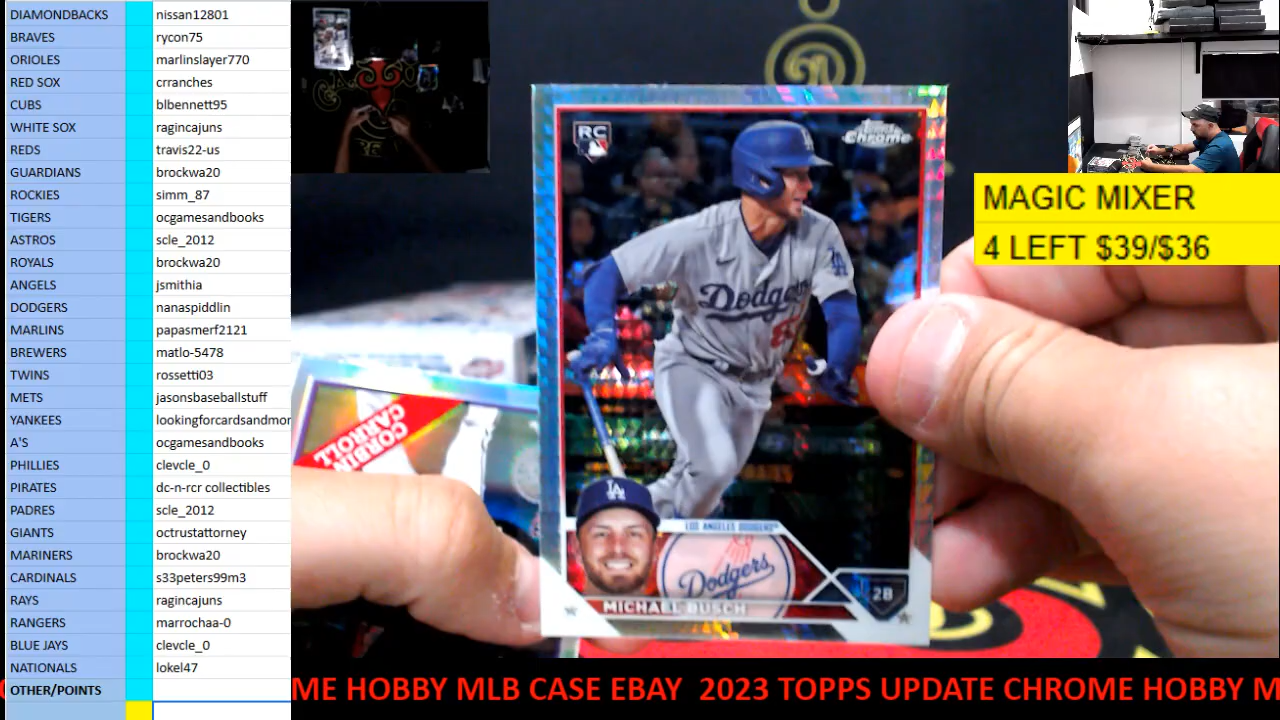 DIAMONDBACKS nissan12801
BRAVES rycon75
ORIOLES marlinslayer770
RED SOX crranches
CUBS blbennett95
WHITE SOX ragincajuns
REDS travis22-us
GUARDIANS brockwa20
ROCKIES simm_87
TIGERS ocgamesandbooks
ASTROS scle_2012
ROYALS brockwa20
ANGELS jsmithia
DODGERS nanaspiddlin
MARLINS papasmerf2121
BREWERS matlo-5478
TWINS rossetti03
METS jasonsbaseballstuff
YANKEES lookingforcardsandmor
A'S ocgamesandbooks
PHILLIES clevcle_0
PIRATES dc-n-rcr collectibles
PADRES scle_2012
GIANTS octrustattorney
MARINERS brockwa20
CARDINALS s33peters99m3
RAYS ragincajuns
RANGERS marrochaa-0
BLUE JAYS clevcle_0
NATIONALS lokel47
OTHER/POINTS
MAGIC MIXER
4 LEFT $39/$36
RC
Topps
Chrome
Dodgers
LA
CORBIN
CARROLL
LA
LOS ANGELES DODGERS
Dodgers
2B
MICHAEL BUSCH
ME HOBBY MLB CASE EBAY 2023 TOPPS UPDATE CHROME HOBBY M